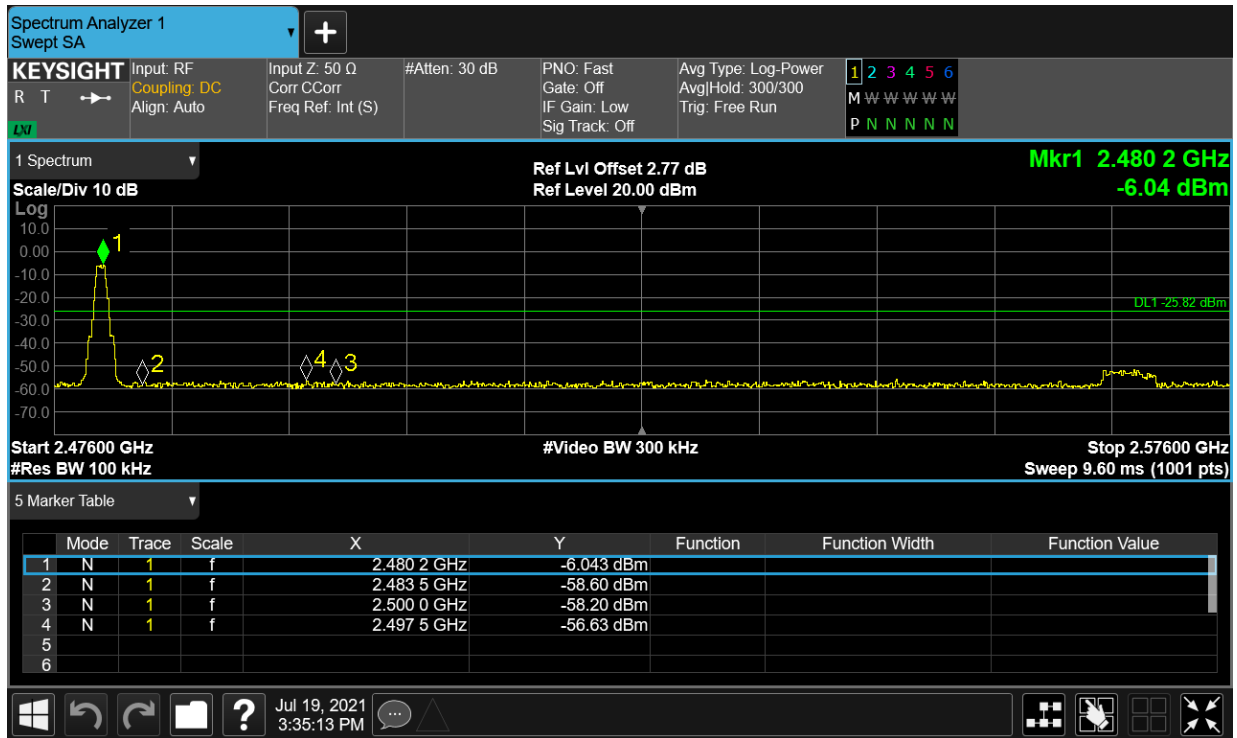 Spectrum Analyzer 1
Swept SA
KEYSIGHT Input: RF Input Z: 50 Ω #Atten: 30 dB PNO: Fast Avg Type: Log-Power 1 2 3 4 5 6
R T Coupling: DC Corr CCorr Gate: Off Avg|Hold: 300/300 M W W W W W
Align: Auto Freq Ref: Int (S) IF Gain: Low Trig: Free Run
LXI Sig Track: Off P N N N N N
1 Spectrum Ref Lvl Offset 2.77 dB Mkr1 2.480 2 GHz
Scale/Div 10 dB Ref Level 20.00 dBm -6.04 dBm
Log
10.0
1
0.00
-10.0
-20.0
DL1 -25.82 dBm
-30.0
-40.0
2 4 3
-50.0
-60.0
-70.0
Start 2.47600 GHz #Video BW 300 kHz Stop 2.57600 GHz
#Res BW 100 kHz Sweep 9.60 ms (1001 pts)
5 Marker Table
Mode Trace Scale X Y Function Function Width Function Value
1 N 1 f 2.480 2 GHz -6.043 dBm
2 N 1 f 2.483 5 GHz -58.60 dBm
3 N 1 f 2.500 0 GHz -58.20 dBm
4 N 1 f 2.497 5 GHz -56.63 dBm
5
6
? Jul 19, 2021
3:35:13 PM